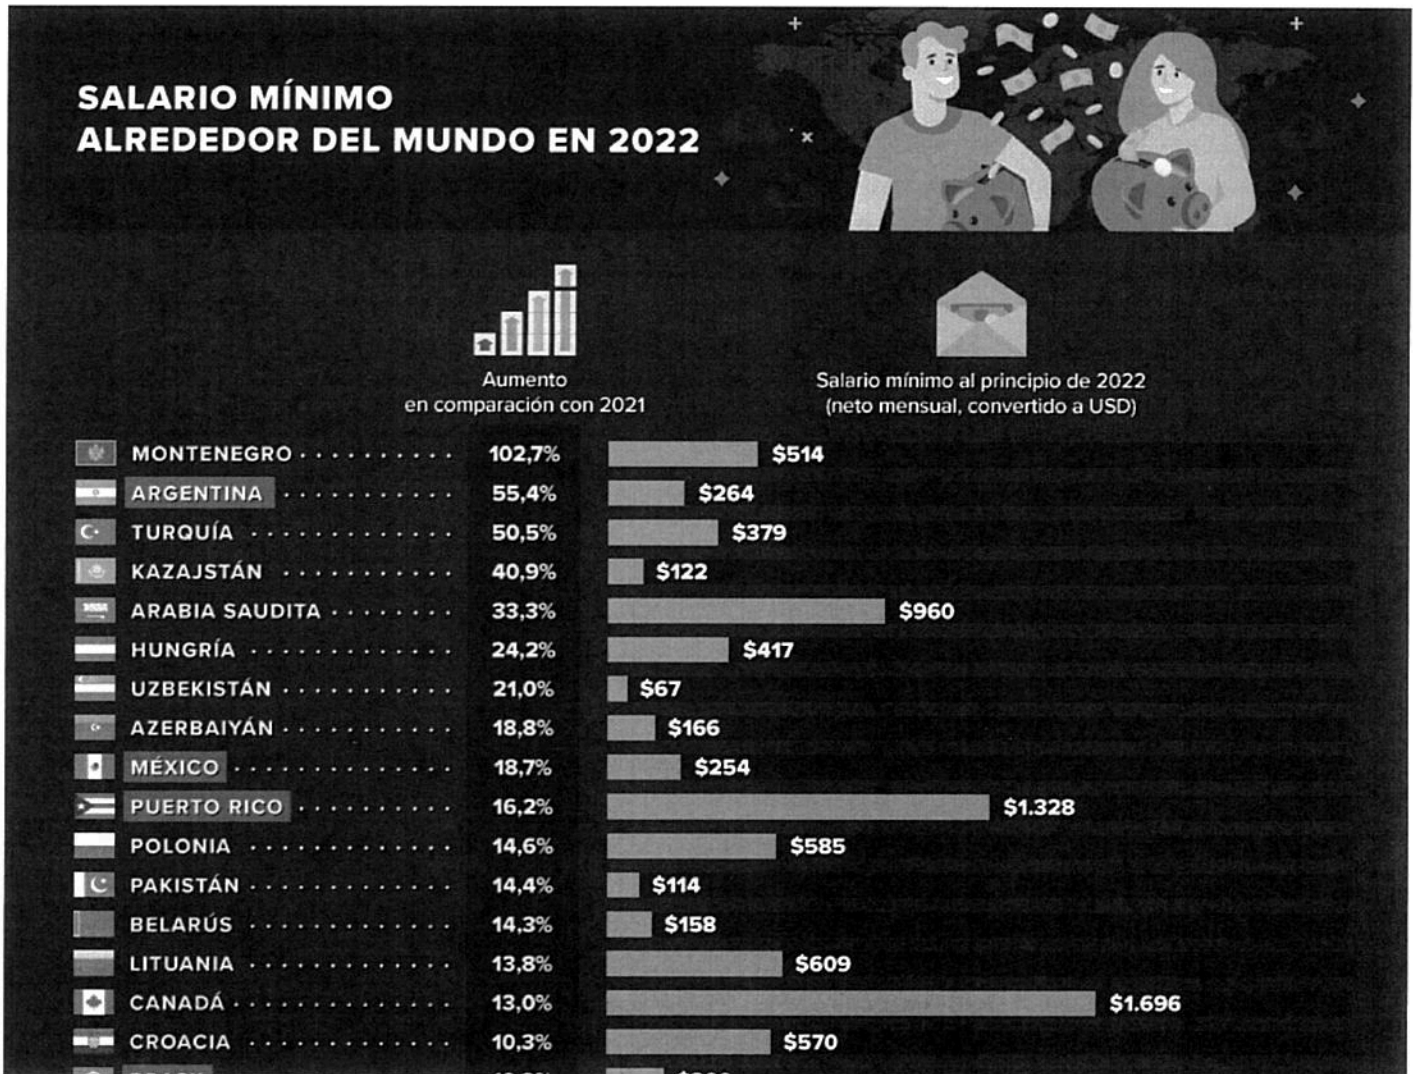 SALARIO MÍNIMO
ALREDEDOR DEL MUNDO EN 2022
Aumento
en comparación con 2021
Salario mínimo al principio de 2022
(neto mensual, convertido a USD)
MONTENEGRO 102,7% $514
ARGENTINA 55,4% $264
TURQUÍA 50,5% $379
KAZAJSTÁN 40,9% $122
ARABIA SAUDITA 33,3% $960
HUNGRÍA 24,2% $417
UZBEKISTÁN 21,0% $67
AZERBAIYÁN 18,8% $166
MÉXICO 18,7% $254
PUERTO RICO 16,2% $1.328
POLONIA 14,6% $585
PAKISTÁN 14,4% $114
BELARÚS 14,3% $158
LITUANIA 13,8% $609
CANADÁ 13,0% $1.696
CROACIA 10,3% $570